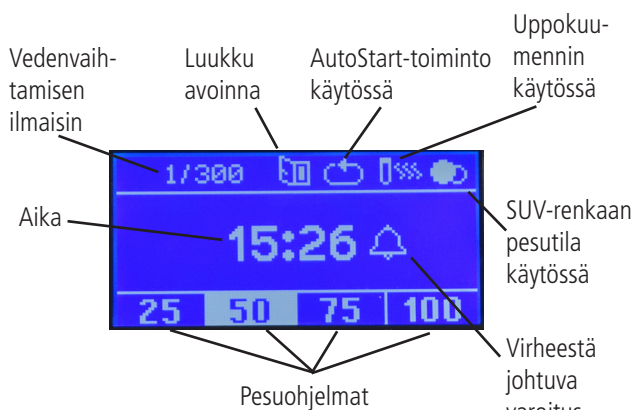 Vedenvaih-
tamisen
ilmaisin
Luukku
avoinna
AutoStart-toiminto
käytössä
Uppokuu-
mennin
käytössä
1/300
Aika
15:26
SUV-renkaan
pesutila
käytössä
25 50 75 100
Pesuohjelmat
Virheestä
johtuva
varoitus